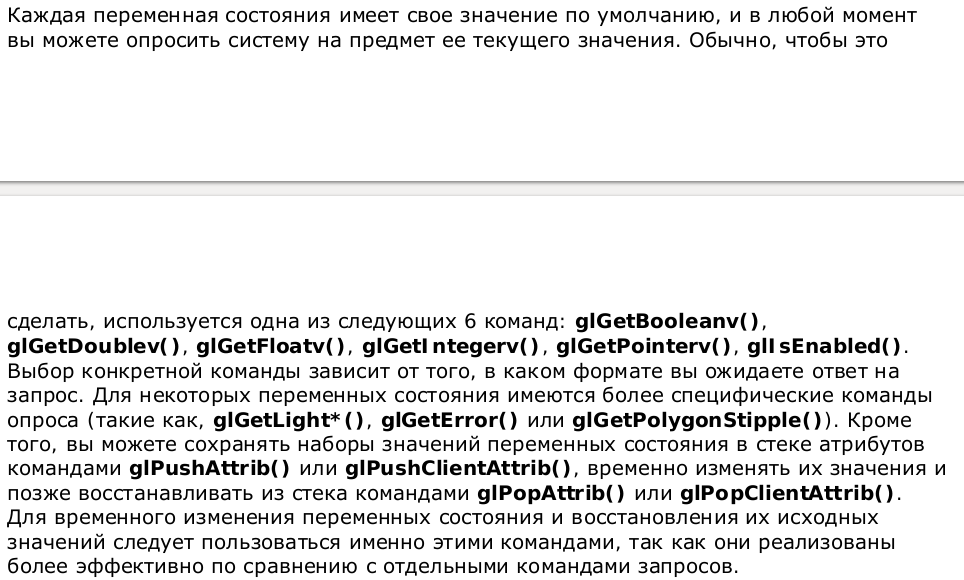 Каждая переменная состояния имеет свое значение по умолчанию, и в любой момент
вы можете опросить систему на предмет ее текущего значения. Обычно, чтобы это
сделать, используется одна из следующих 6 команд: glGetBooleanv(),
glGetDoublev(), glGetFloatv(), glGetIntegerv(), glGetPointerv(), glIsEnabled().
Выбор конкретной команды зависит от того, в каком формате вы ожидаете ответ на
запрос. Для некоторых переменных состояния имеются более специфические команды
опроса (такие как, glGetLight*(), glGetError() или glGetPolygonStipple()). Кроме
того, вы можете сохранять наборы значений переменных состояния в стеке атрибутов
командами glPushAttrib() или glPushClientAttrib(), временно изменять их значения и
позже восстанавливать из стека командами glPopAttrib() или glPopClientAttrib().
Для временного изменения переменных состояния и восстановления их исходных
значений следует пользоваться именно этими командами, так как они реализованы
более эффективно по сравнению с отдельными командами запросов.